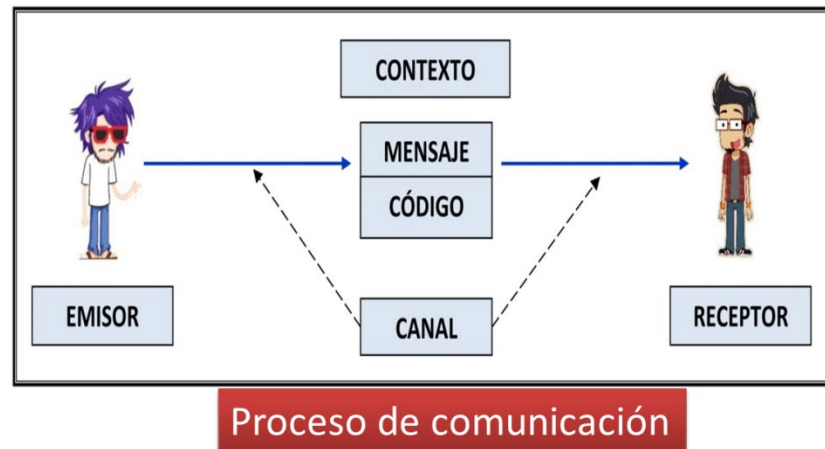 CONTEXTO
MENSAJE
CÓDIGO
EMISOR
CANAL
RECEPTOR
Proceso de comunicación